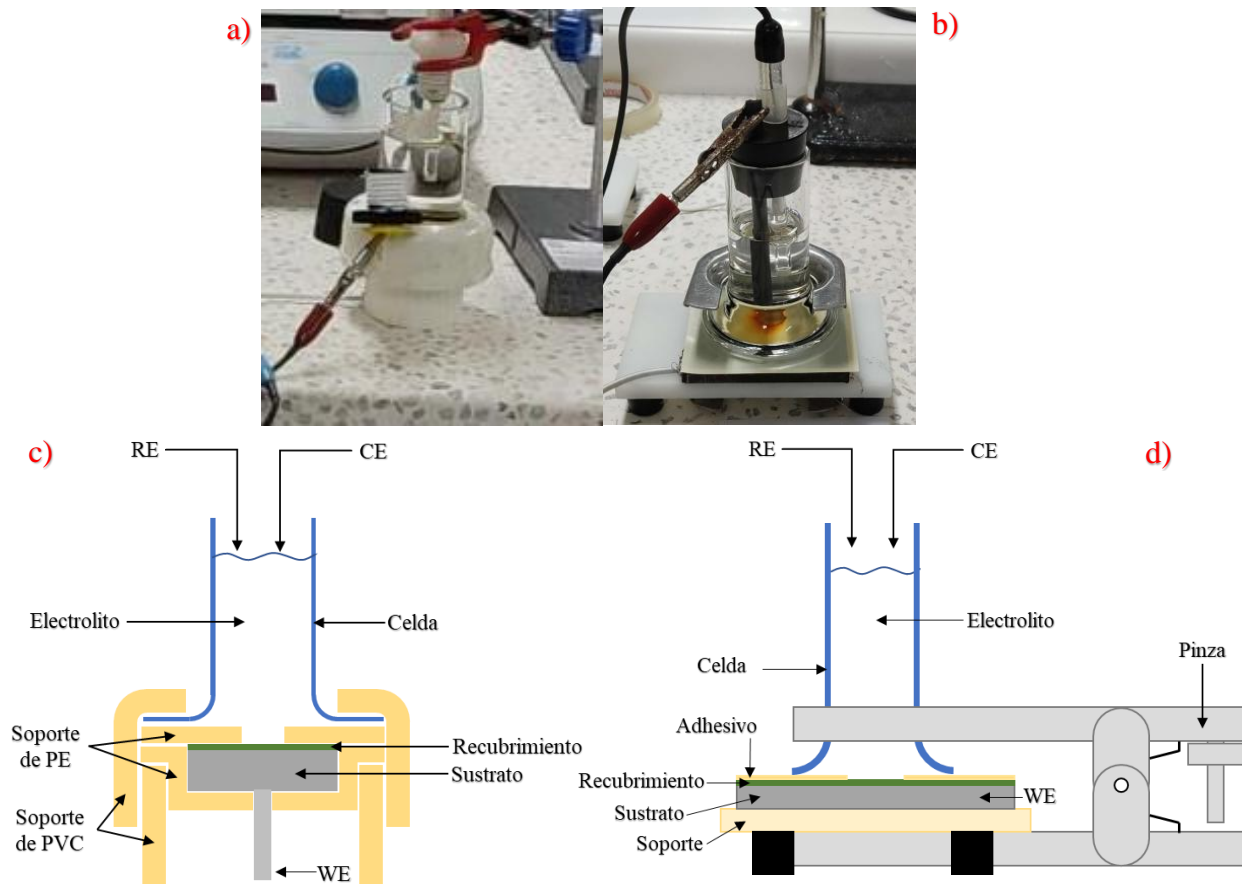 a)
b)
c)
RE
CE
Electrolito
Celda
Soporte
de PE
Recubrimiento
Sustrato
Soporte
de PVC
WE
d)
RE
CE
Electrolito
Celda
Pinza
Adhesivo
Recubrimiento
Sustrato
WE
Soporte